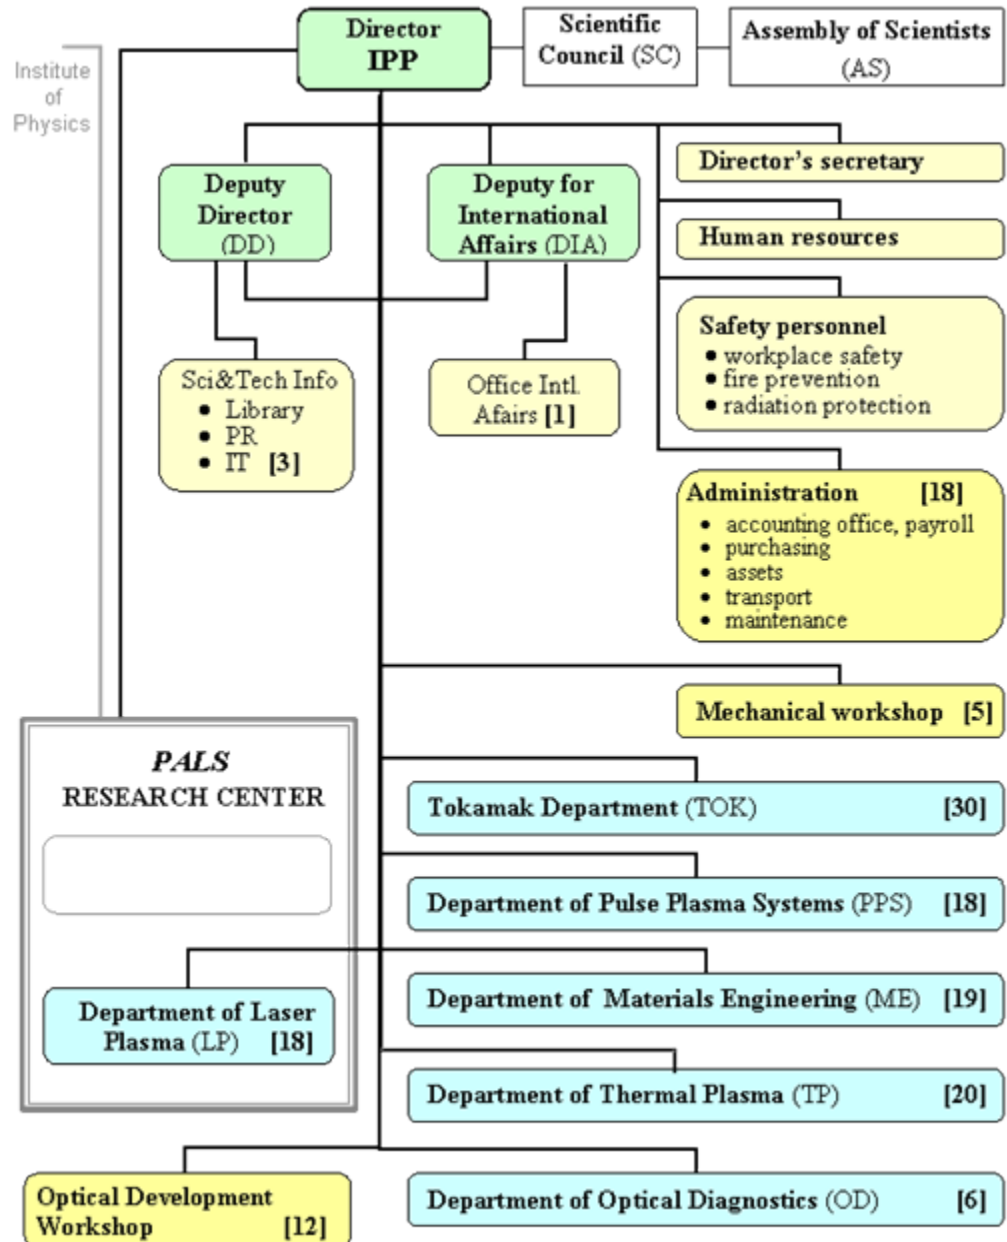 Director
IPP
Scientific
Council (SC)
Assembly of Scientists
(AS)
Institute
of
Physics
Deputy
Director
(DD)
Deputy for
International
Affairs (DIA)
Director's secretary
Human resources
Safety personnel
• workplace safety
• fire prevention
• radiation protection
Sci&Tech Info
• Library
• PR
• IT [3]
Office Intl.
Afairs [1]
Administration [18]
• accounting office, payroll
• purchasing
• assets
• transport
• maintenance
Mechanical workshop [5]
PALS
RESEARCH CENTER
Tokamak Department (TOK) [30]
Department of Pulse Plasma Systems (PPS) [18]
Department of Laser
Plasma (LP) [18]
Department of Materials Engineering (ME) [19]
Department of Thermal Plasma (TP) [20]
Optical Development
Workshop [12]
Department of Optical Diagnostics (OD) [6]